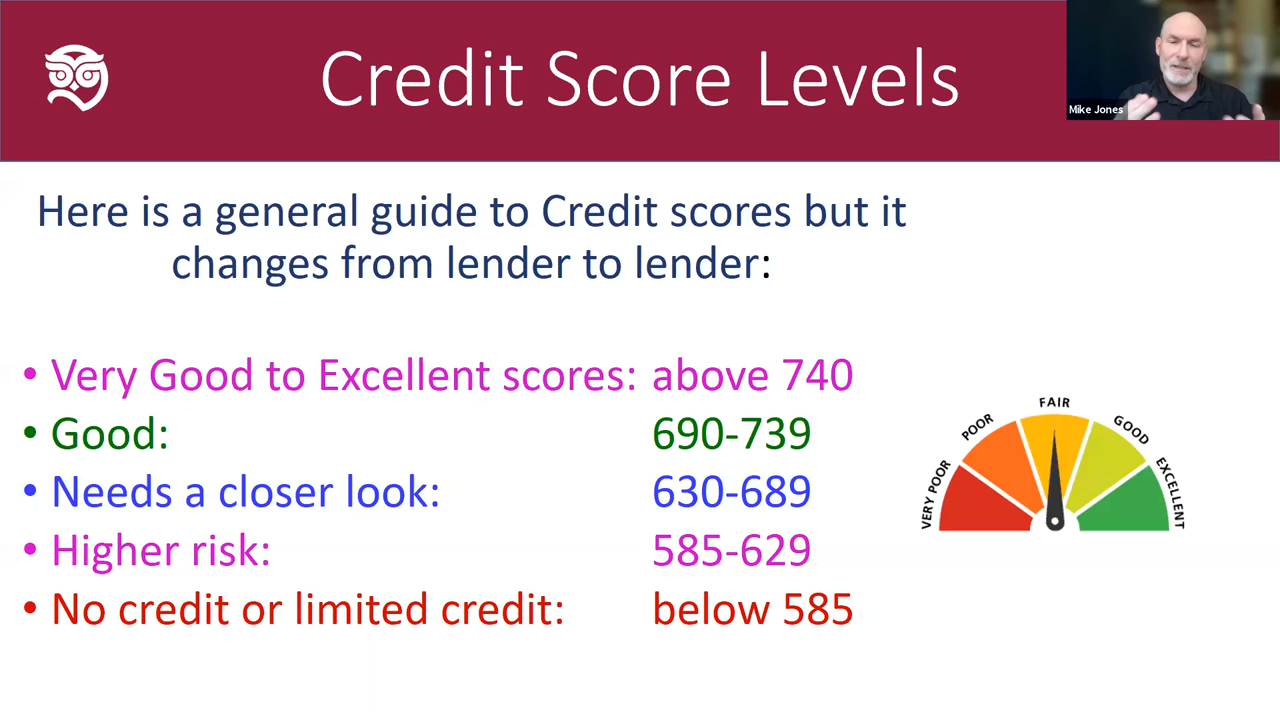 Credit Score Levels
Mike Jones
Here is a general guide to Credit scores but it
changes from lender to lender:
• Very Good to Excellent scores: above 740
• Good: 690-739
• Needs a closer look: 630-689
• Higher risk: 585-629
• No credit or limited credit: below 585
VERY POOR
POOR
FAIR
GOOD
EXCELLENT